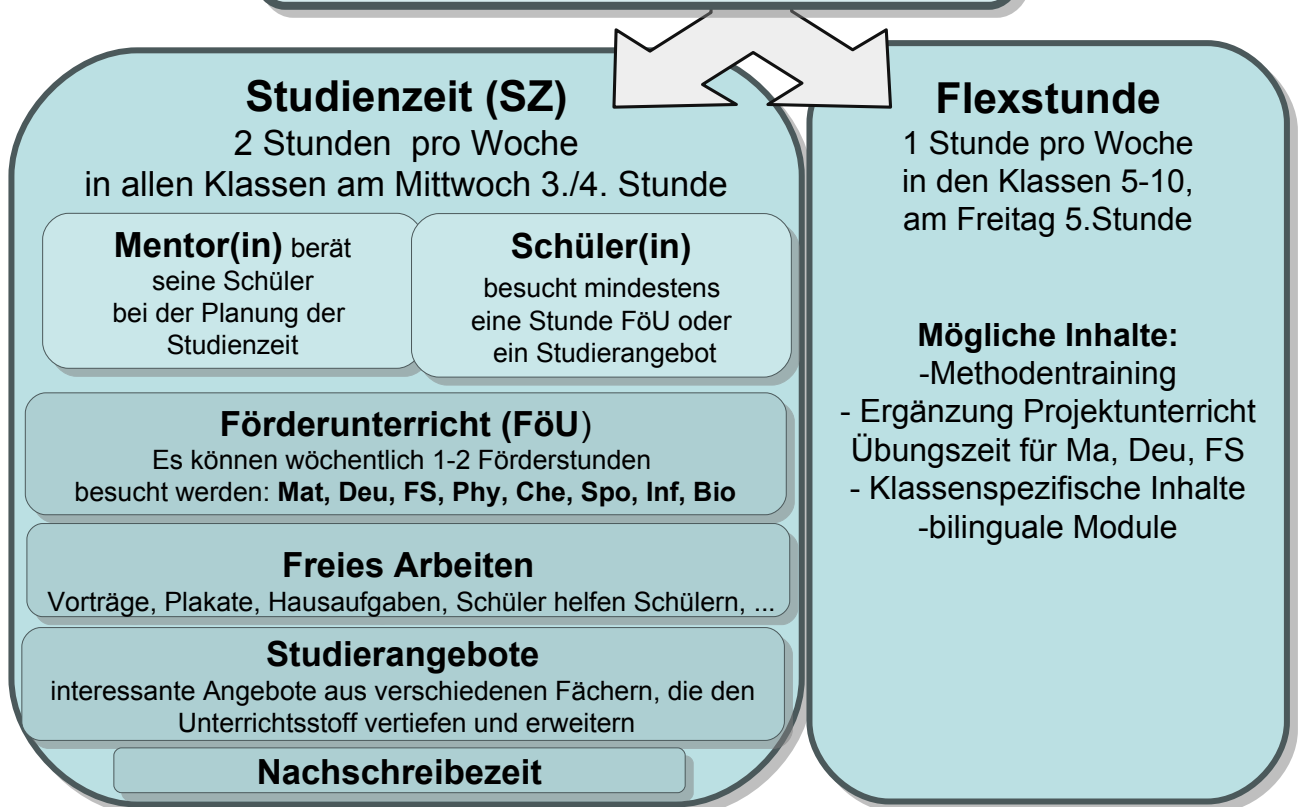 Studienzeit (SZ)
2 Stunden pro Woche
in allen Klassen am Mittwoch 3./4. Stunde
Mentor(in) berät
seine Schüler
bei der Planung der
Studienzeit
Schüler(in)
besucht mindestens
eine Stunde FöU oder
ein Studierangebot
Förderunterricht (FöU)
Es können wöchentlich 1-2 Förderstunden
besucht werden: Mat, Deu, FS, Phy, Che, Spo, Inf, Bio
Freies Arbeiten
Vorträge, Plakate, Hausaufgaben, Schüler helfen Schülern, ...
Studierangebote
interessante Angebote aus verschiedenen Fächern, die den
Unterrichtsstoff vertiefen und erweitern
Nachschreibezeit
Flexstunde
1 Stunde pro Woche
in den Klassen 5-10,
am Freitag 5.Stunde
Mögliche Inhalte:
-Methodentraining
- Ergänzung Projektunterricht
Übungszeit für Ma, Deu, FS
- Klassenspezifische Inhalte
-bilinguale Module